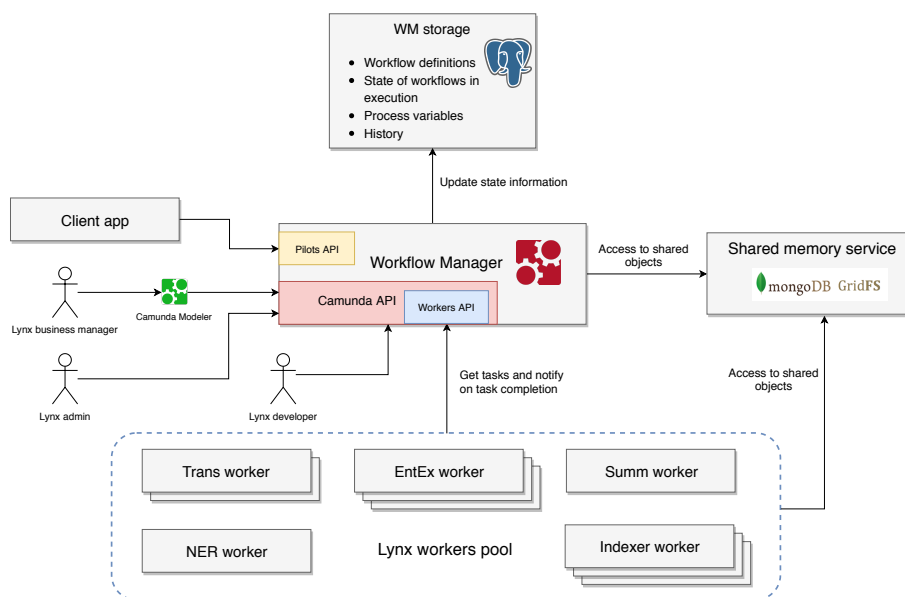 WM storage
Workflow definitions
State of workflows in
execution
Process variables
History
Update state information
Client app
Pilots API
Workflow Manager
Access to shared
objects
Shared memory service
mongoDB GridFS
Camunda API
Workers API
Lynx business manager
Camunda Modeler
Lynx admin
Lynx developer
Get tasks and notify
on task completion
Access to shared
objects
Trans worker
EntEx worker
Summ worker
NER worker
Lynx workers pool
Indexer worker